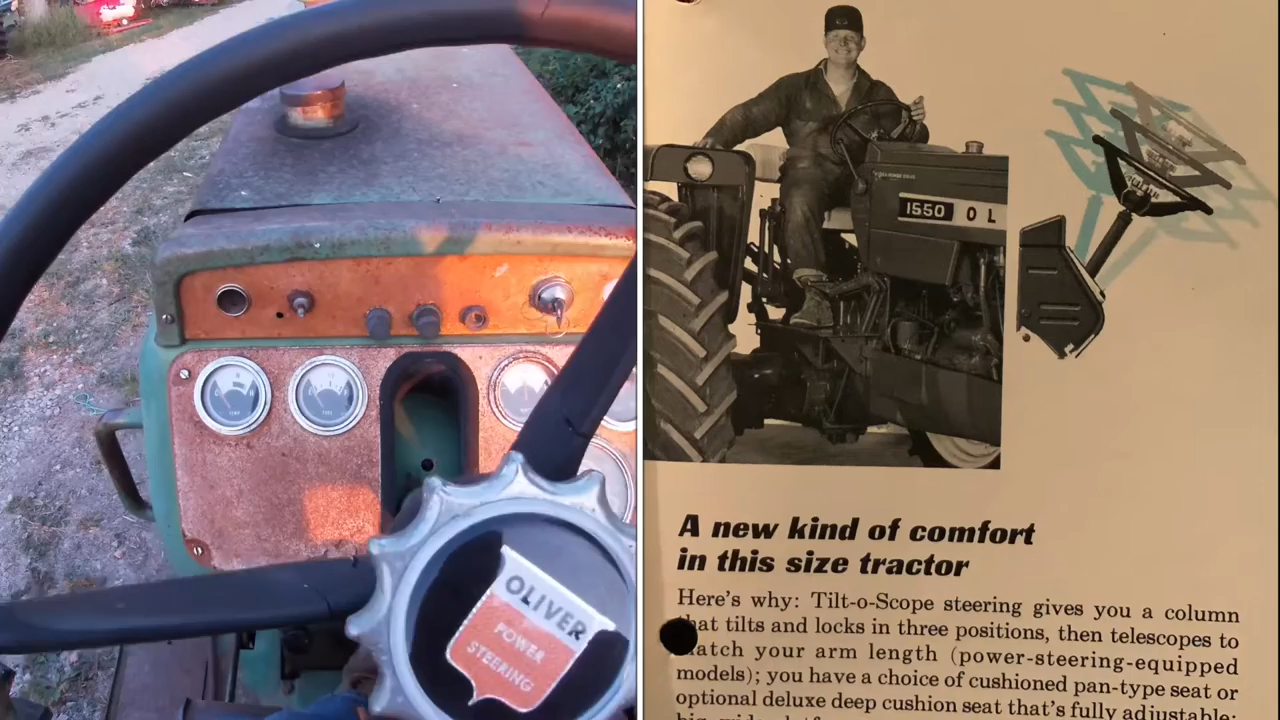 OLIVER
POWER
STEERING
1550 OL
A new kind of comfort
in this size tractor
Here's why: Tilt-o-Scope steering gives you a column
that tilts and locks in three positions, then telescopes to
match your arm length (power-steering-equipped
models); you have a choice of cushioned pan-type seat or
optional deluxe deep cushion seat that's fully adjustable;